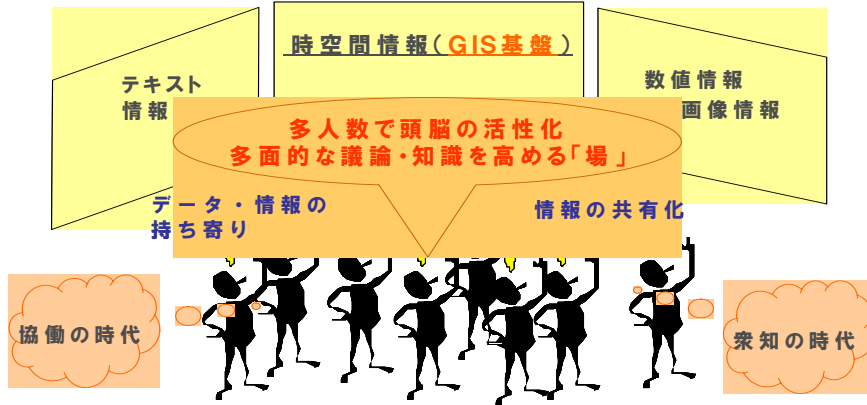 時空間情報(GIS基盤)
テキスト
情報
数値情報
画像情報
多人数で頭脳の活性化
多面的な議論・知識を高める「場」
データ・情報の
持ち寄り
情報の共有化
協働の時代
衆知の時代